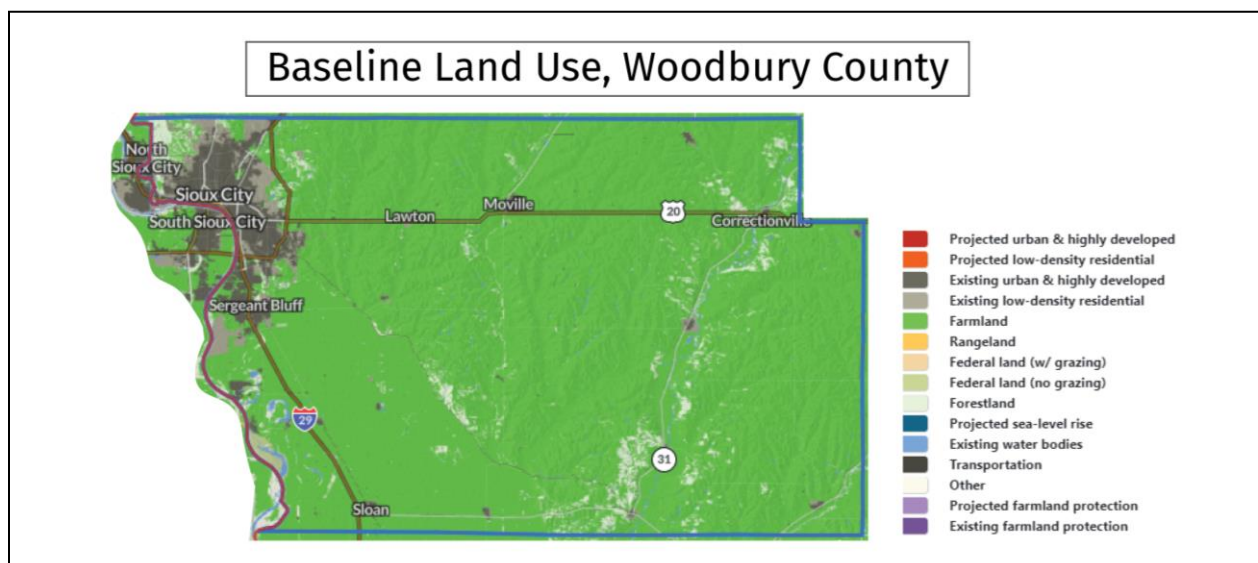 Baseline Land Use, Woodbury County
North
Sioux City
Sioux City
South Sioux City
Lawton
Moville
20
Correctionville
Sergeant Bluff
29
31
Sloan
Projected urban & highly developed
Projected low-density residential
Existing urban & highly developed
Existing low-density residential
Farmland
Rangeland
Federal land (w/ grazing)
Federal land (no grazing)
Forestland
Projected sea-level rise
Existing water bodies
Transportation
Other
Projected farmland protection
Existing farmland protection